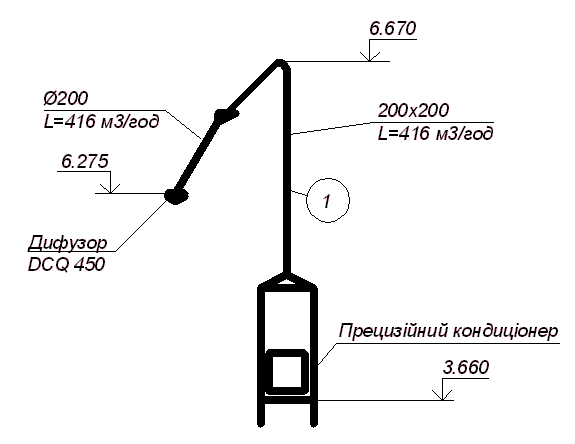 6.670
Ø200
L=416 м3/год
200x200
L=416 м3/год
6.275
1
Дифузор
DCQ 450
Прецизійний кондиціонер
3.660